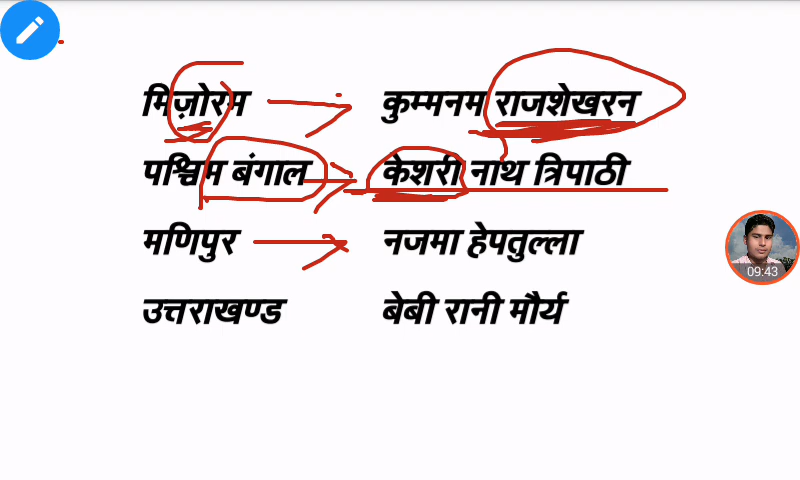 मिज़ोरम कुम्मनम राजशेखरन
पश्चिम बंगाल केशरी नाथ त्रिपाठी
मणिपुर नजमा हेपतुल्ला
उत्तराखण्ड बेबी रानी मौर्य
09:43